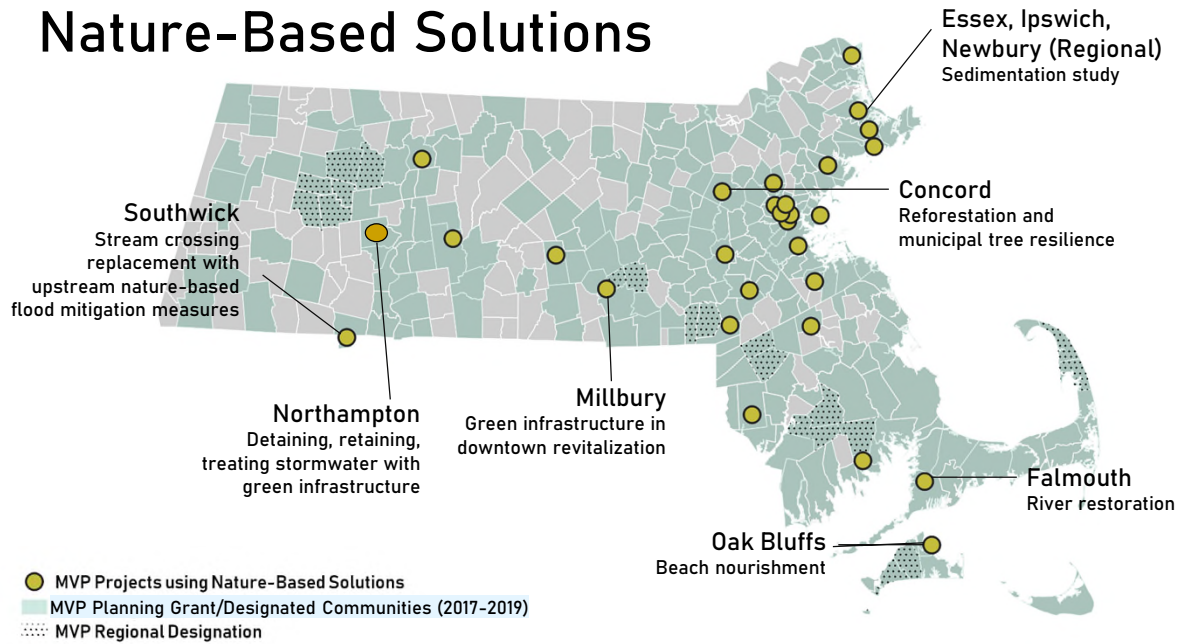 Nature-Based Solutions
Essex, Ipswich,
Newbury (Regional)
Sedimentation study
Concord
Reforestation and
municipal tree resilience
Southwick
Stream crossing
replacement with
upstream nature-based
flood mitigation measures
Northampton
Detaining, retaining,
treating stormwater with
green infrastructure
Millbury
Green infrastructure in
downtown revitalization
Falmouth
River restoration
Oak Bluffs
Beach nourishment
MVP Projects using Nature-Based Solutions
MVP Planning Grant/Designated Communities (2017-2019)
MVP Regional Designation